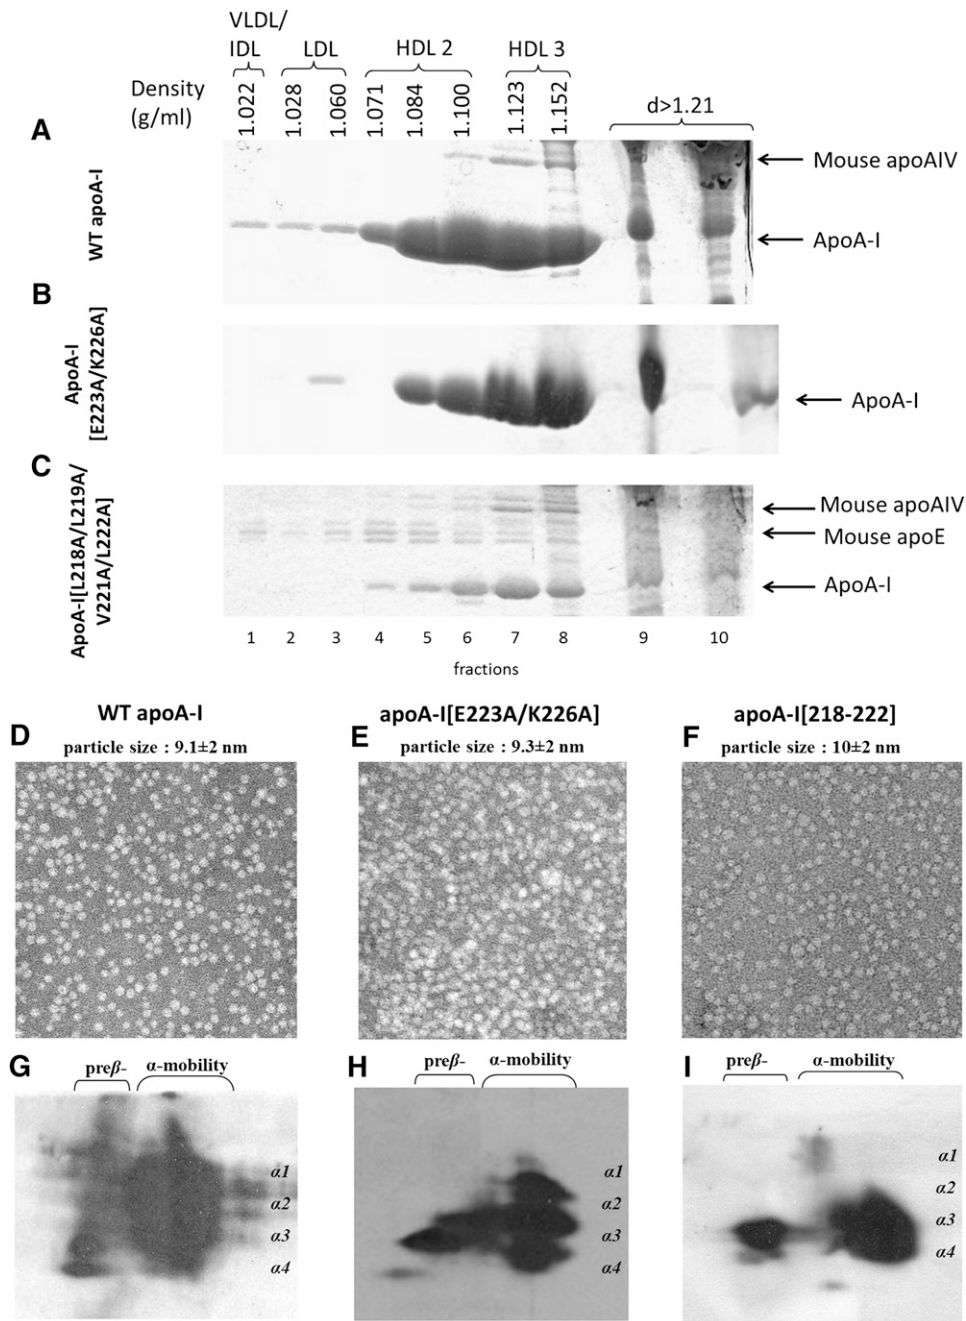 VLDL/
IDL
LDL
HDL 2
HDL 3
Density
(g/ml)
1.022
1.028
1.060
1.071
1.084
1.100
1.123
1.152
d>1.21
A
WT apoA-I
Mouse apoAIV
ApoA-I
B
ApoA-I
[E223A/K226A]
ApoA-I
C
ApoA-I[L218A/L219A/
V221A/L222A]
Mouse apoAIV
Mouse apoE
ApoA-I
1 2 3 4 5 6 7 8 9 10
fractions
WT apoA-I
apoA-I[E223A/K226A]
apoA-I[218-222]
D
particle size : 9.1±2 nm
E
particle size : 9.3±2 nm
F
particle size : 10±2 nm
G
preβ-
α-mobility
α1
α2
α3
α4
H
preβ-
α-mobility
α1
α2
α3
α4
I
preβ-
α-mobility
α1
α2
α3
α4